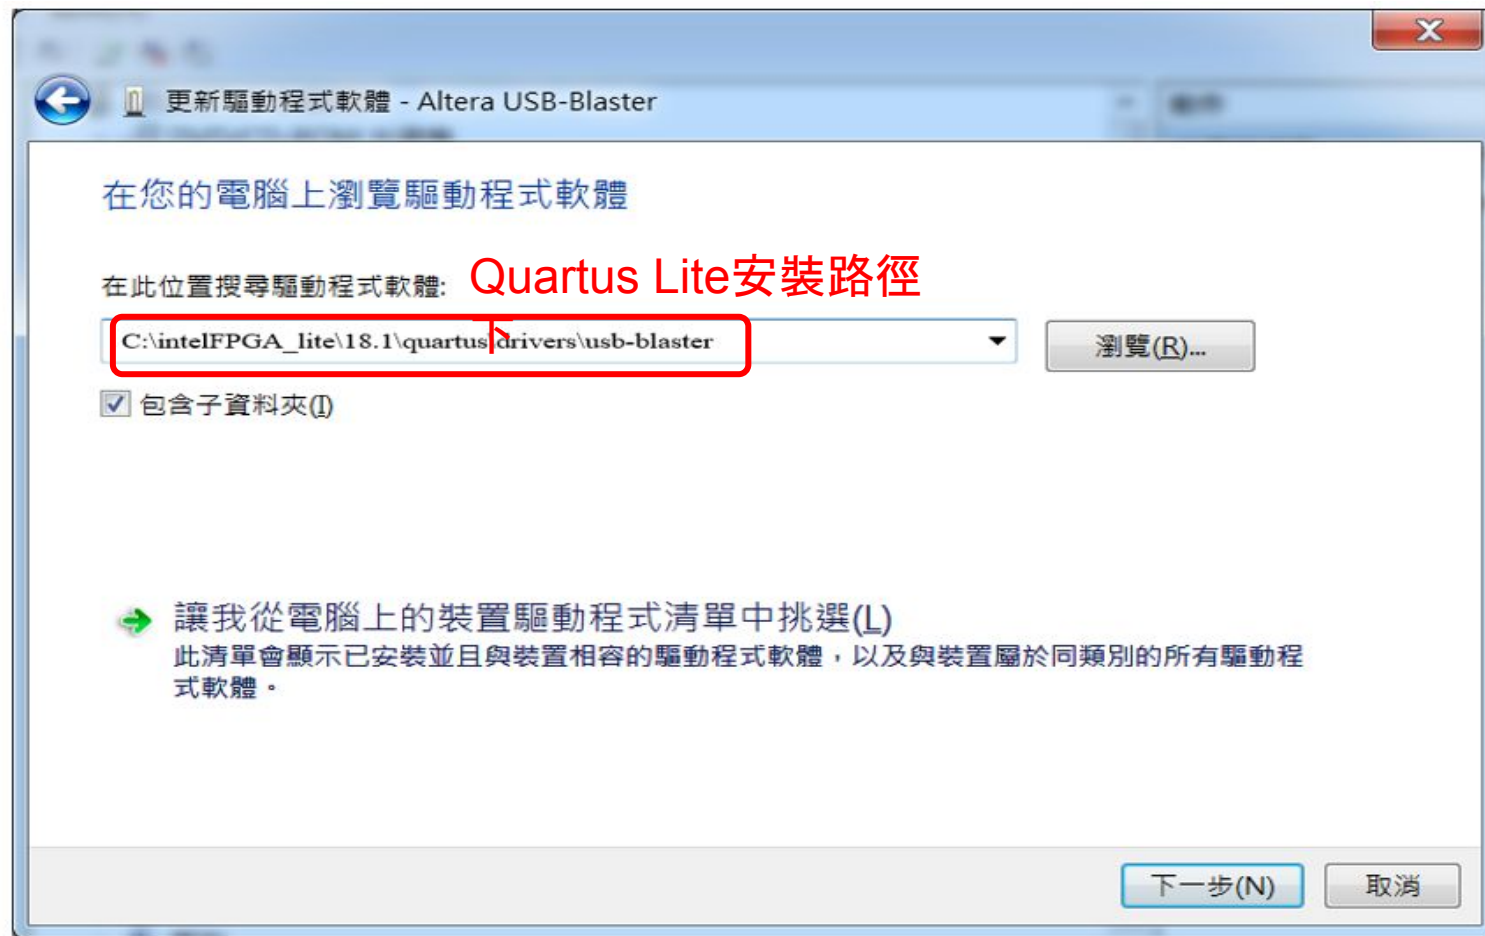 更新驅動程式軟體 - Altera USB-Blaster
在您的電腦上瀏覽驅動程式軟體
在此位置搜尋驅動程式軟體:
Quartus Lite安裝路徑
下
C:\intelFPGA_lite\18.1\quartus\drivers\usb-blaster
瀏覽(R)...
包含子資料夾(I)
讓我從電腦上的裝置驅動程式清單中挑選(L)
此清單會顯示已安裝並且與裝置相容的驅動程式軟體，以及與裝置屬於同類別的所有驅動程
式軟體。
下一步(N)
取消